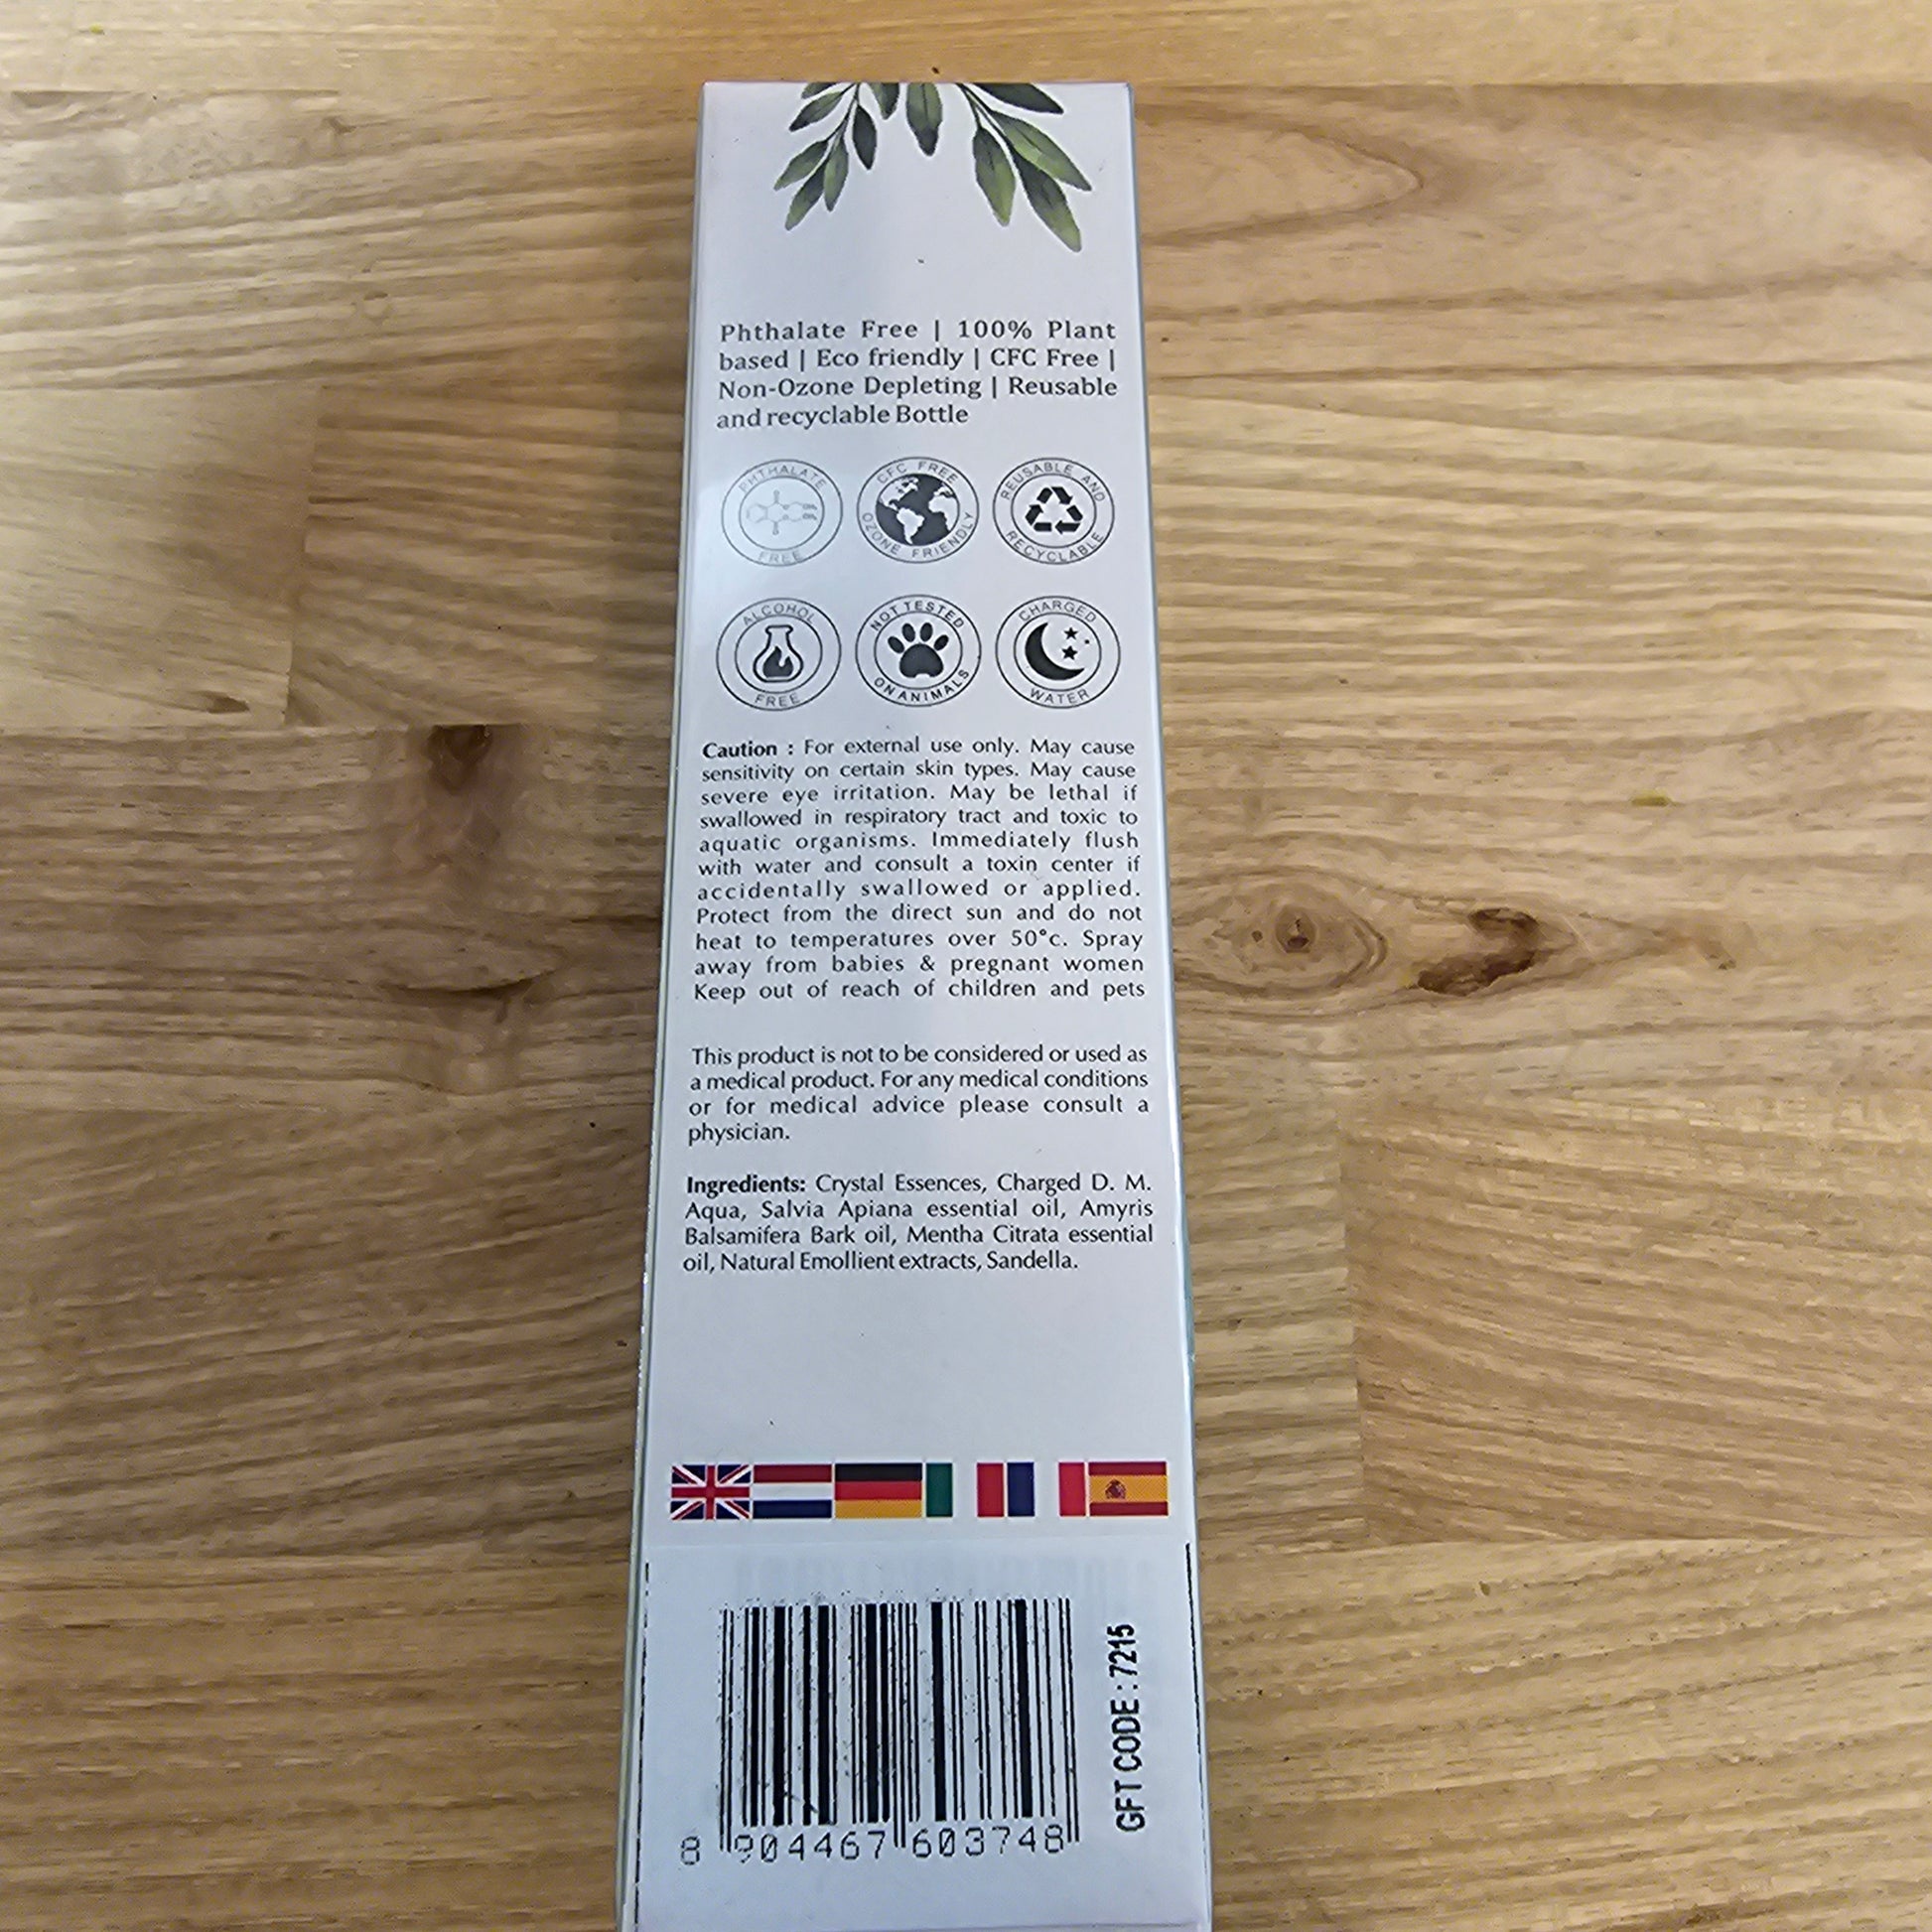 Phthalate Free | 100% Plant
based | Eco friendly | CFC Free |
Non-Ozone Depleting | Reusable
and recyclable Bottle
PHTHALATE FREE
CFC FREE OZONE FRIENDLY
REUSABLE AND RECYCLABLE
ALCOHOL FREE
NOT TESTED ON ANIMALS
CHARGED WATER
Caution : For external use only. May cause
sensitivity on certain skin types. May cause
severe eye irritation. May be lethal if
swallowed in respiratory tract and toxic to
aquatic organisms. Immediately flush
with water and consult a toxin center if
accidentally swallowed or applied.
Protect from the direct sun and do not
heat to temperatures over 50°c. Spray
away from babies & pregnant women
Keep out of reach of children and pets
This product is not to be considered or used as
a medical product. For any medical conditions
or for medical advice please consult a
physician.
Ingredients: Crystal Essences, Charged D. M.
Aqua, Salvia Apiana essential oil, Amyris
Balsamifera Bark oil, Mentha Citrata essential
oil, Natural Emollient extracts, Sandella.
8 904467 603748
GFT CODE : 7215